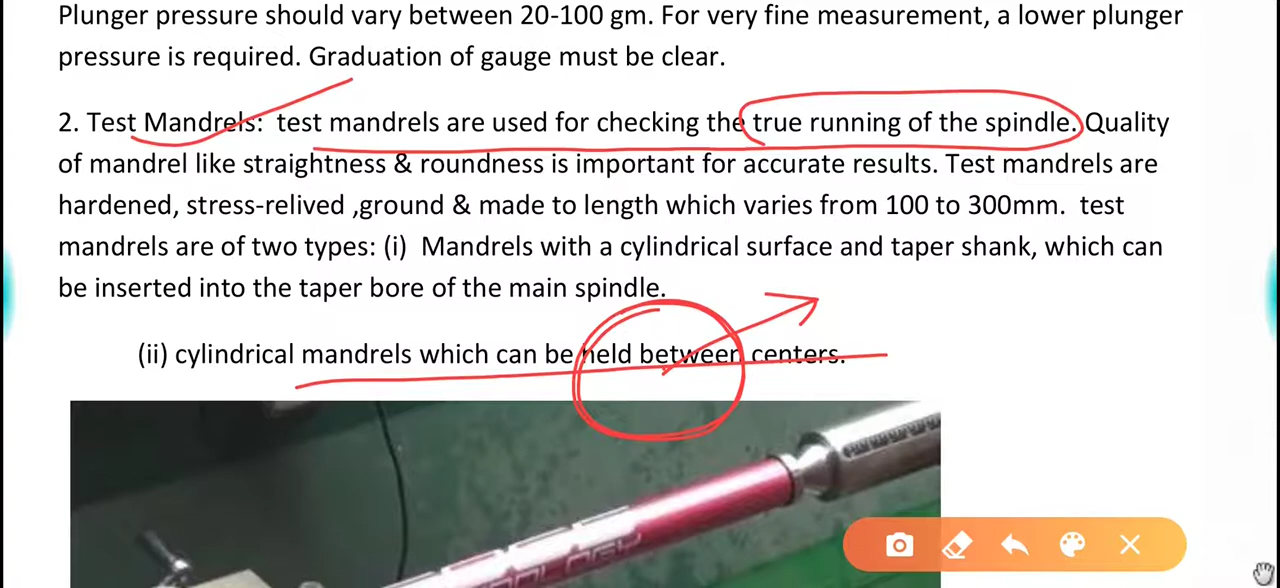 Plunger pressure should vary between 20-100 gm. For very fine measurement, a lower plunger
pressure is required. Graduation of gauge must be clear.
2. Test Mandrels:  test mandrels are used for checking the true running of the spindle. Quality
of mandrel like straightness & roundness is important for accurate results. Test mandrels are
hardened, stress-relived ,ground & made to length which varies from 100 to 300mm.  test
mandrels are of two types: (i)  Mandrels with a cylindrical surface and taper shank, which can
be inserted into the taper bore of the main spindle.
(ii) cylindrical mandrels which can be held between centers.